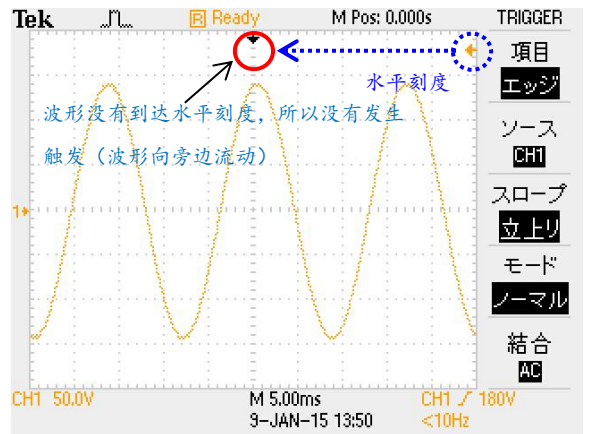 Tek R Ready M Pos: 0.000s TRIGGER
項目
エッジ
水平刻度
波形没有到达水平刻度，所以没有发生
触发（波形向旁边流动）
ソース
CH1
スロープ
立上り
1
モード
ノーマル
結合
AC
CH1 50.0V M 5.00ms CH1 180V
9-JAN-15 13:50 <10Hz